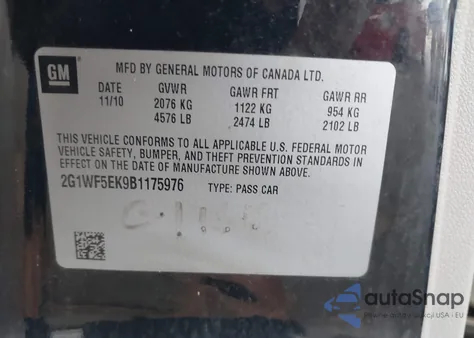 GM
MFD BY GENERAL MOTORS OF CANADA LTD.
DATE GVWR GAWR FRT GAWR RR
11/10 2076 KG 1122 KG 954 KG
4576 LB 2474 LB 2102 LB
THIS VEHICLE CONFORMS TO ALL APPLICABLE U.S. FEDERAL MOTOR
VEHICLE SAFETY, BUMPER, AND THEFT PREVENTION STANDARDS IN
EFFECT ON THE DATE OF MANUFACTURE SHOWN ABOVE.
2G1WF5EK9B1175976 TYPE: PASS CAR
autoSnap
USA i EU